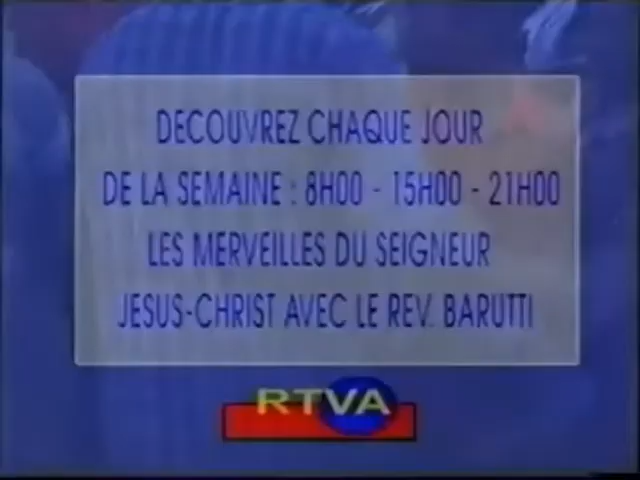 DECOUVREZ CHAQUE JOUR
DE LA SEMAINE : 8H00 - 15H00 - 21H00
LES MERVEILLES DU SEIGNEUR
JESUS-CHRIST AVEC LE REV. BARUTTI
RTVA